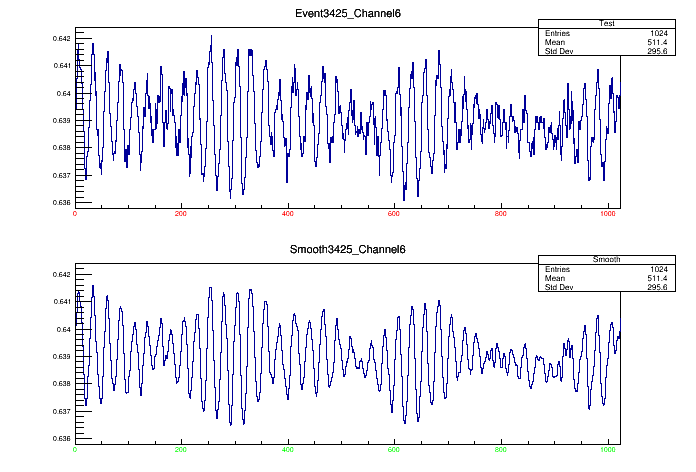 Event3425_Channel6
Test
Entries 1024
Mean 511.4
Std Dev 295.6
0.642
0.641
0.64
0.639
0.638
0.637
0.636
0 200 400 600 800 1000
Smooth3425_Channel6
Smooth
Entries 1024
Mean 511.4
Std Dev 295.6
0.642
0.641
0.64
0.639
0.638
0.637
0.636
0 200 400 600 800 1000